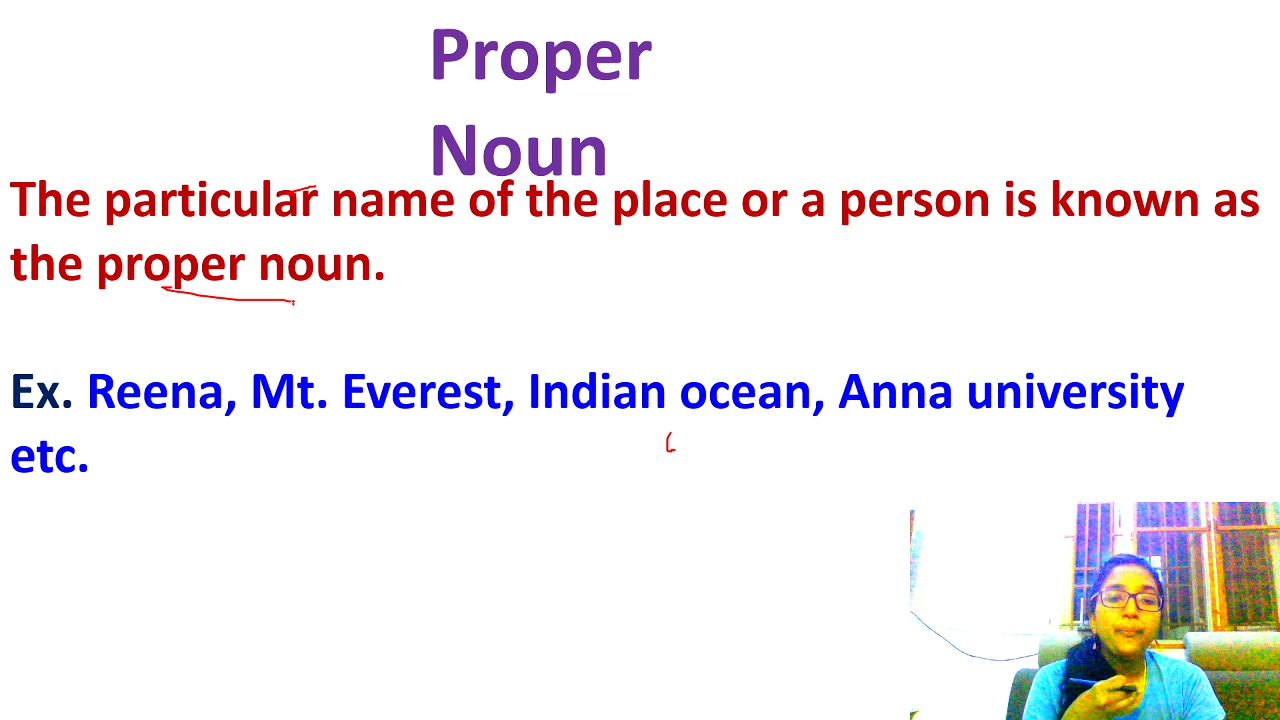 Proper
Noun
The particular name of the place or a person is known as
the proper noun.
Ex. Reena, Mt. Everest, Indian ocean, Anna university
etc.